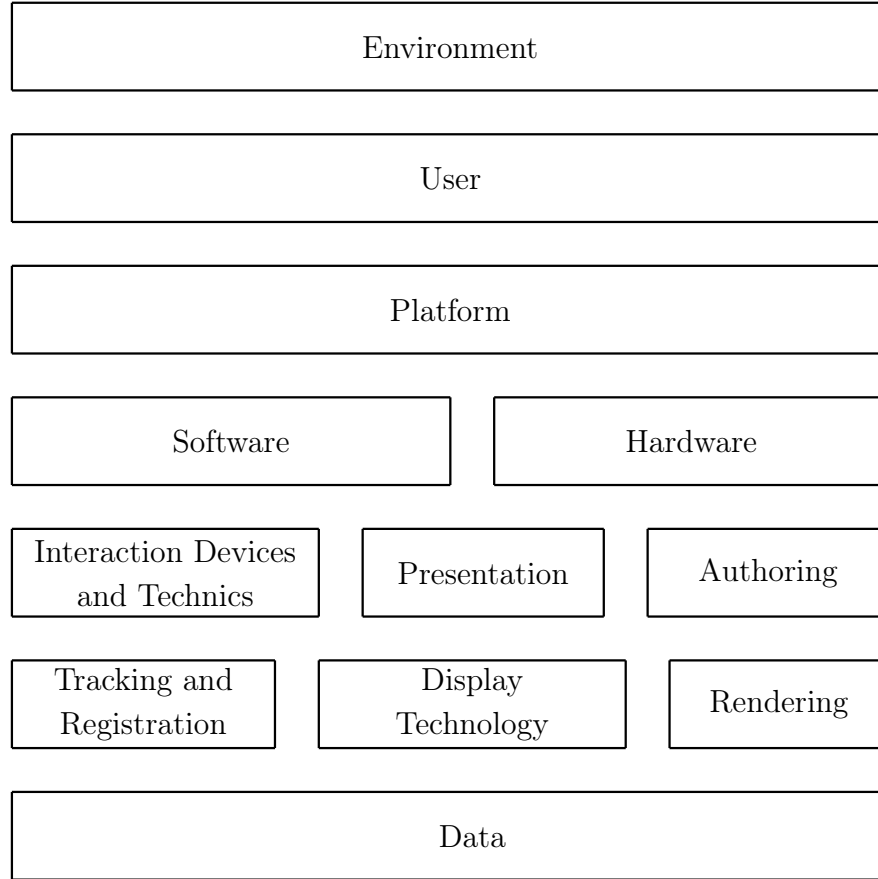 Environment
User
Platform
Software
Hardware
Interaction Devices
and Technics
Presentation
Authoring
Tracking and
Registration
Display
Technology
Rendering
Data